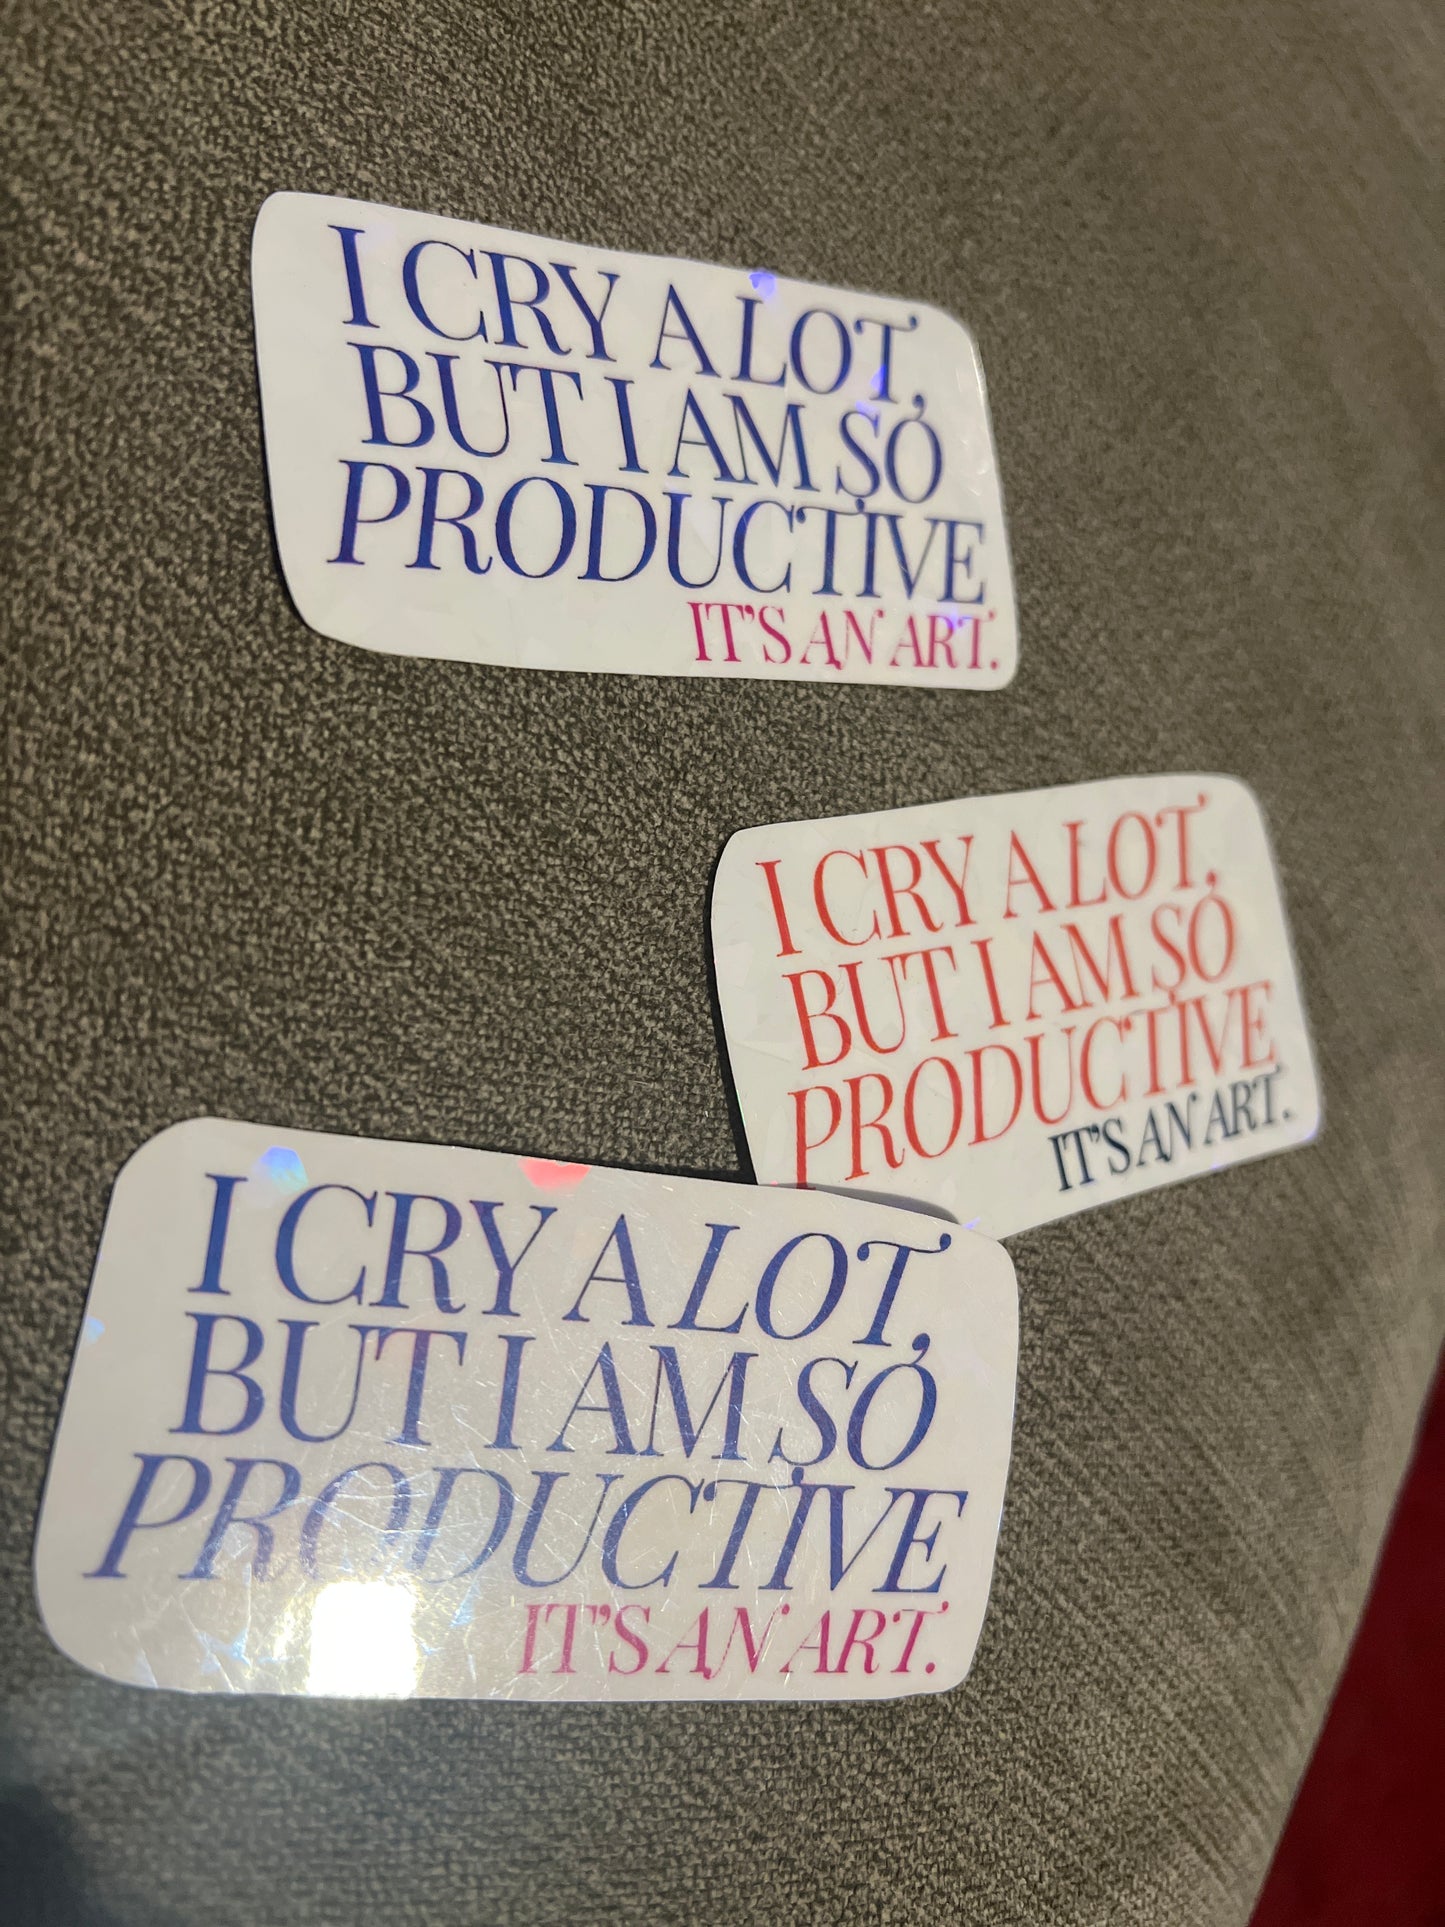 I CRY A LOT,
BUT I AM SO
PRODUCTIVE
IT'S AN ART.
I CRY A LOT,
BUT I AM SO
PRODUCTIVE
IT'S AN ART.
I CRY A LOT,
BUT I AM SO
PRODUCTIVE
IT'S AN ART.